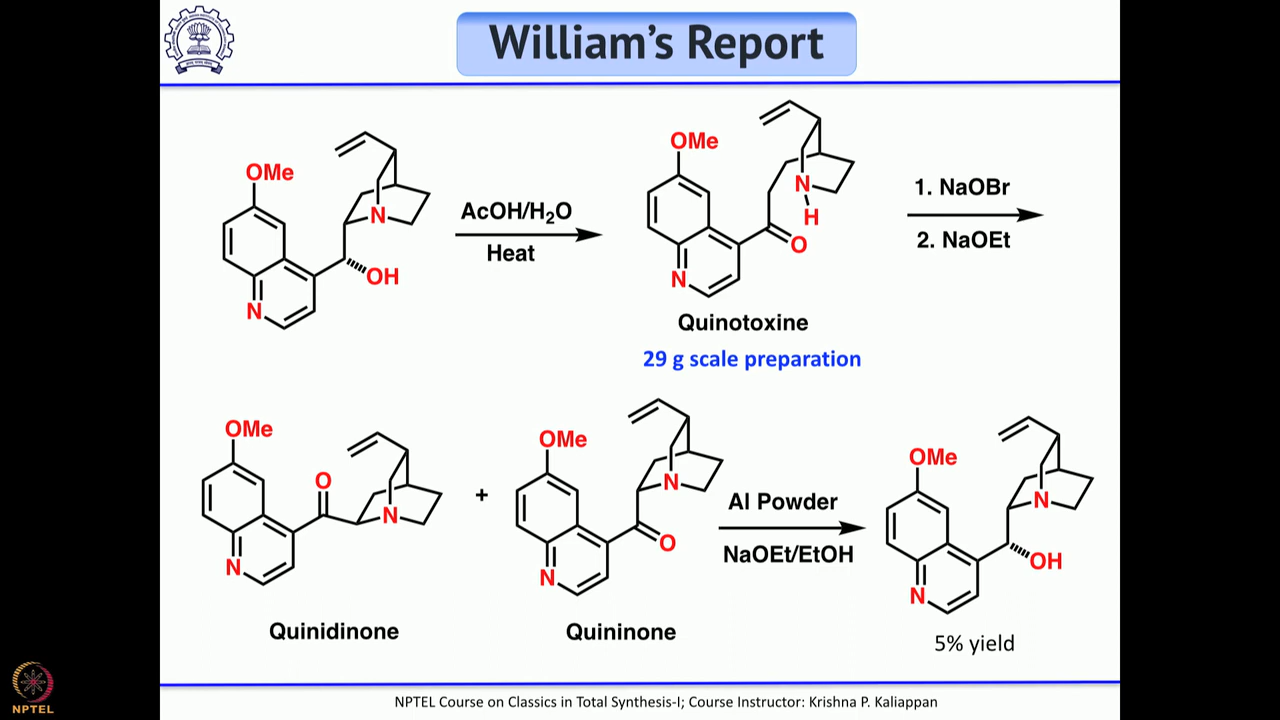 William's Report
OMe
N
N
OH
AcOH/H₂O
Heat
OMe
N
H
O
N
Quinotoxine
29 g scale preparation
1. NaOBr
2. NaOEt
OMe
O
N
N
Quinidinone
+
OMe
N
O
N
Quininone
Al Powder
NaOEt/EtOH
OMe
N
OH
N
5% yield
NPTEL Course on Classics in Total Synthesis-I; Course Instructor: Krishna P. Kaliappan
NPTEL